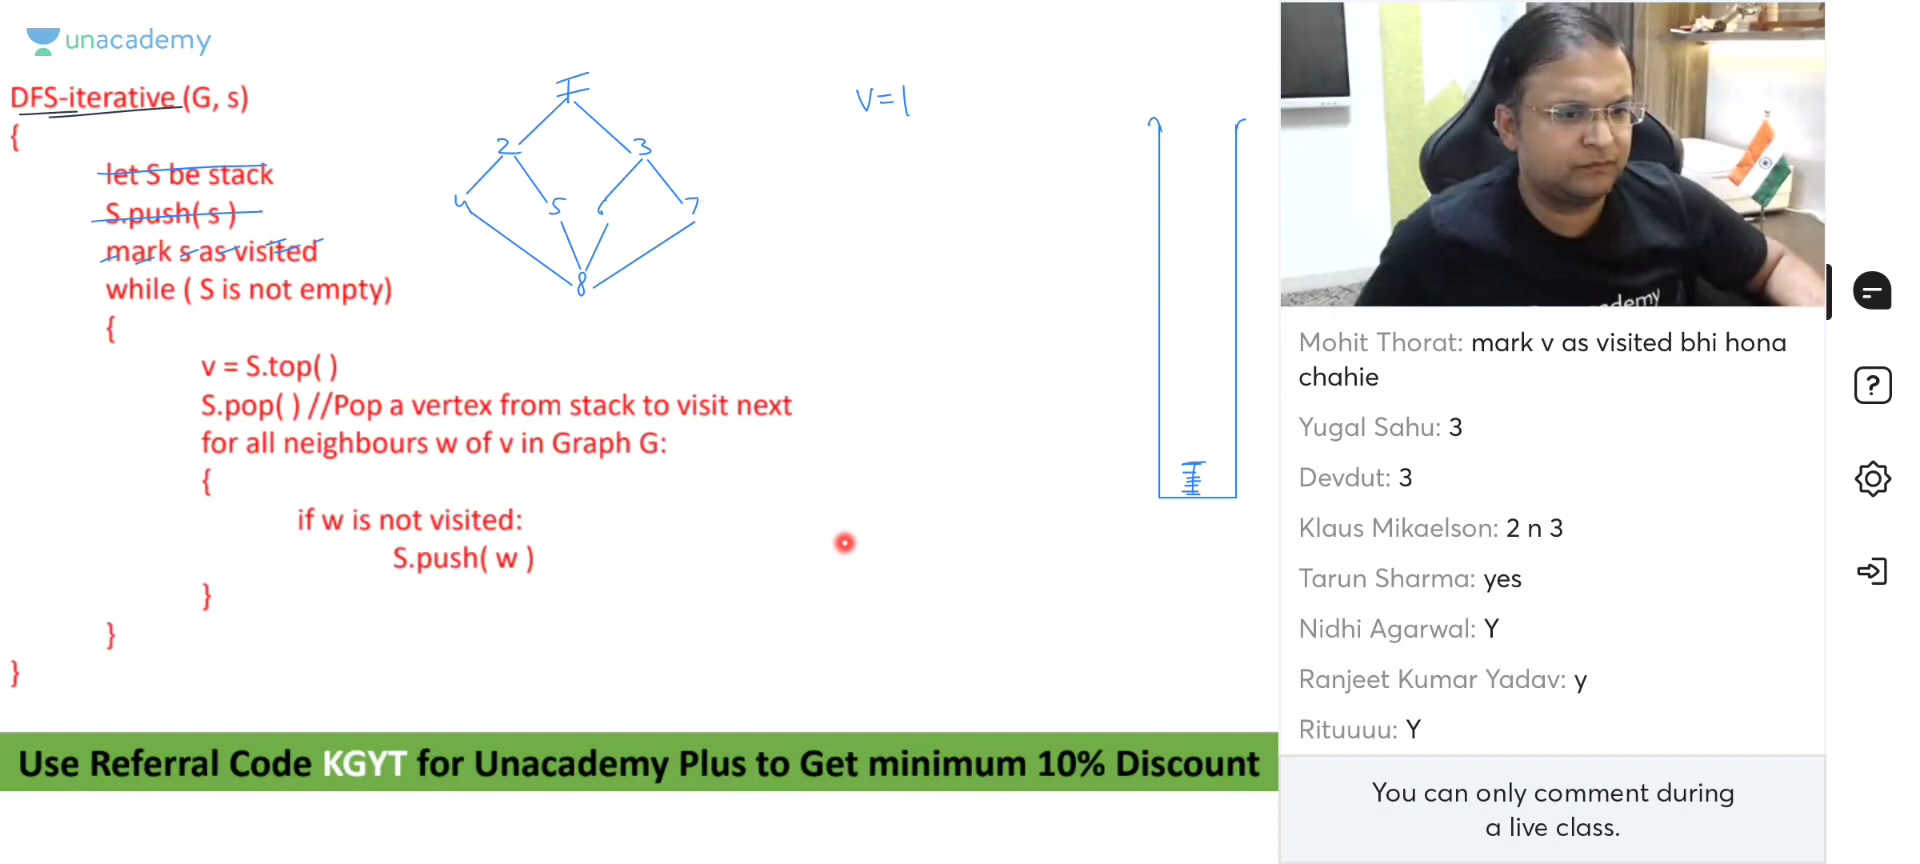 unacademy
DFS-iterative (G, s)
{
let S be stack
S.push( s )
mark s as visited
while ( S is not empty)
{
v = S.top( )
S.pop( ) //Pop a vertex from stack to visit next
for all neighbours w of v in Graph G:
{
if w is not visited:
S.push( w )
}
}
}
1
2 3
4 5 6 7
8
V=1
1
Use Referral Code KGYT for Unacademy Plus to Get minimum 10% Discount
Mohit Thorat: mark v as visited bhi hona
chahie
Yugal Sahu: 3
Devdut: 3
Klaus Mikaelson: 2 n 3
Tarun Sharma: yes
Nidhi Agarwal: Y
Ranjeet Kumar Yadav: y
Rituuuu: Y
You can only comment during
a live class.
?